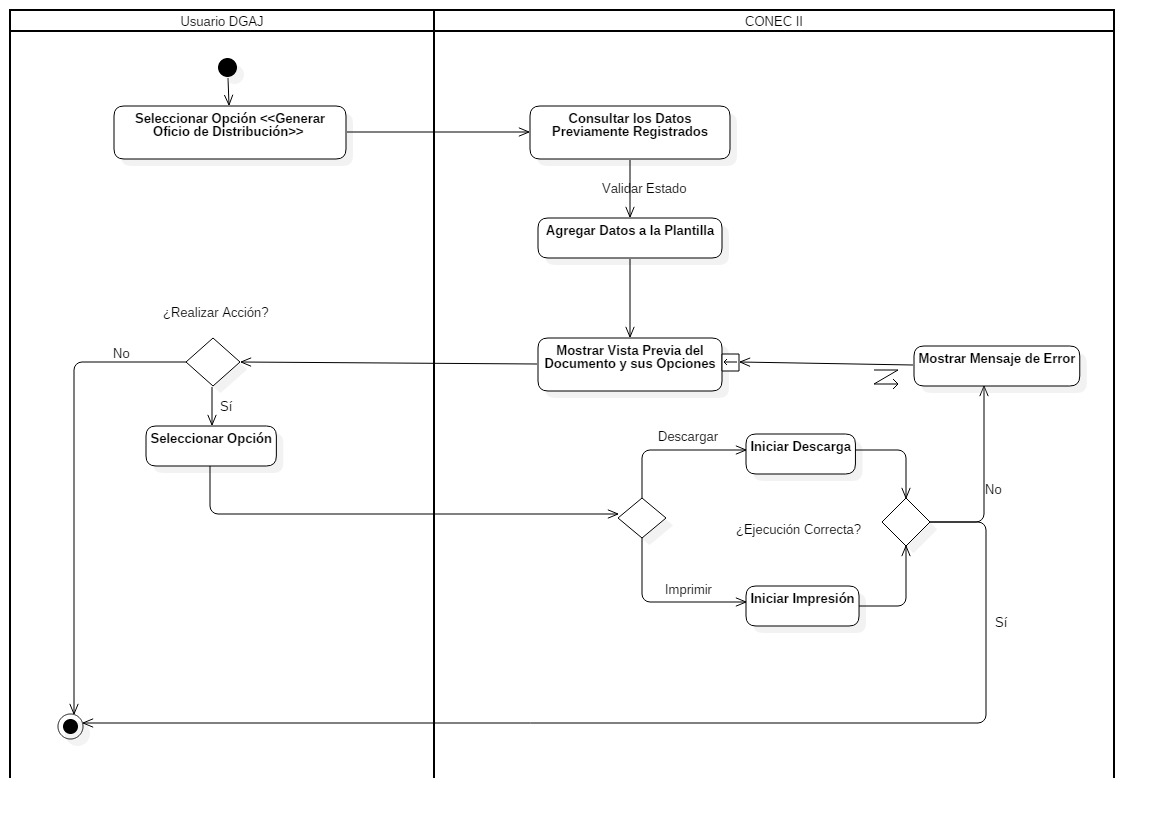 Usuario DGAJ
CONEC II
Seleccionar Opción <<Generar
Oficio de Distribución>>
Consultar los Datos
Previamente Registrados
Validar Estado
Agregar Datos a la Plantilla
¿Realizar Acción?
No
Mostrar Vista Previa del
Documento y sus Opciones
Mostrar Mensaje de Error
Sí
Seleccionar Opción
Descargar
Iniciar Descarga
No
¿Ejecución Correcta?
Imprimir
Iniciar Impresión
Sí